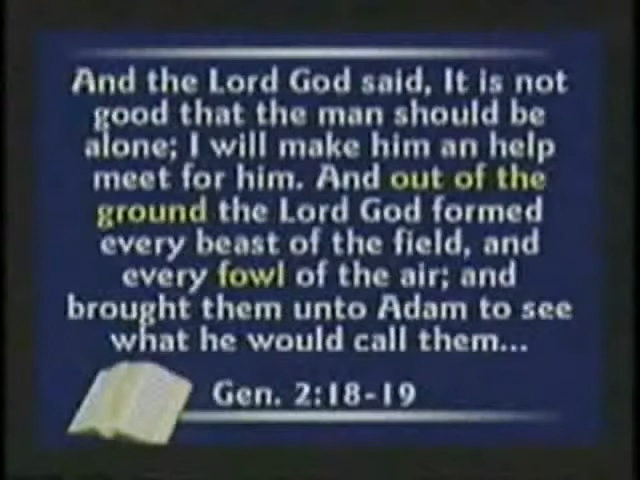 And the Lord God said, It is not
good that the man should be
alone; I will make him an help
meet for him. And out of the
ground the Lord God formed
every beast of the field, and
every fowl of the air; and
brought them unto Adam to see
what he would call them...
Gen. 2:18-19